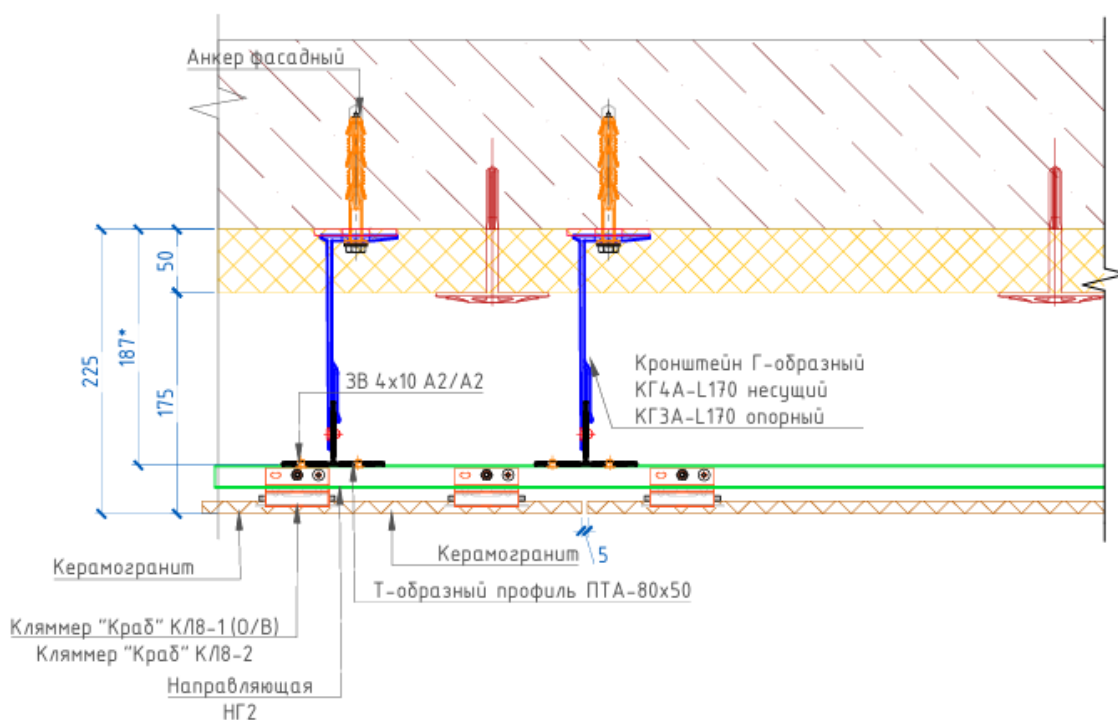 Анкер фасадный
50
187*
225
175
ЗВ 4х10 А2/А2
Кронштейн Г-образный
КГ4А-L170 несущий
КГ3А-L170 опорный
5
Керамогранит
Керамогранит
Т-образный профиль ПТА-80х50
Кляммер "Краб" КЛ8-1 (О/В)
Кляммер "Краб" КЛ8-2
Направляющая
НГ2